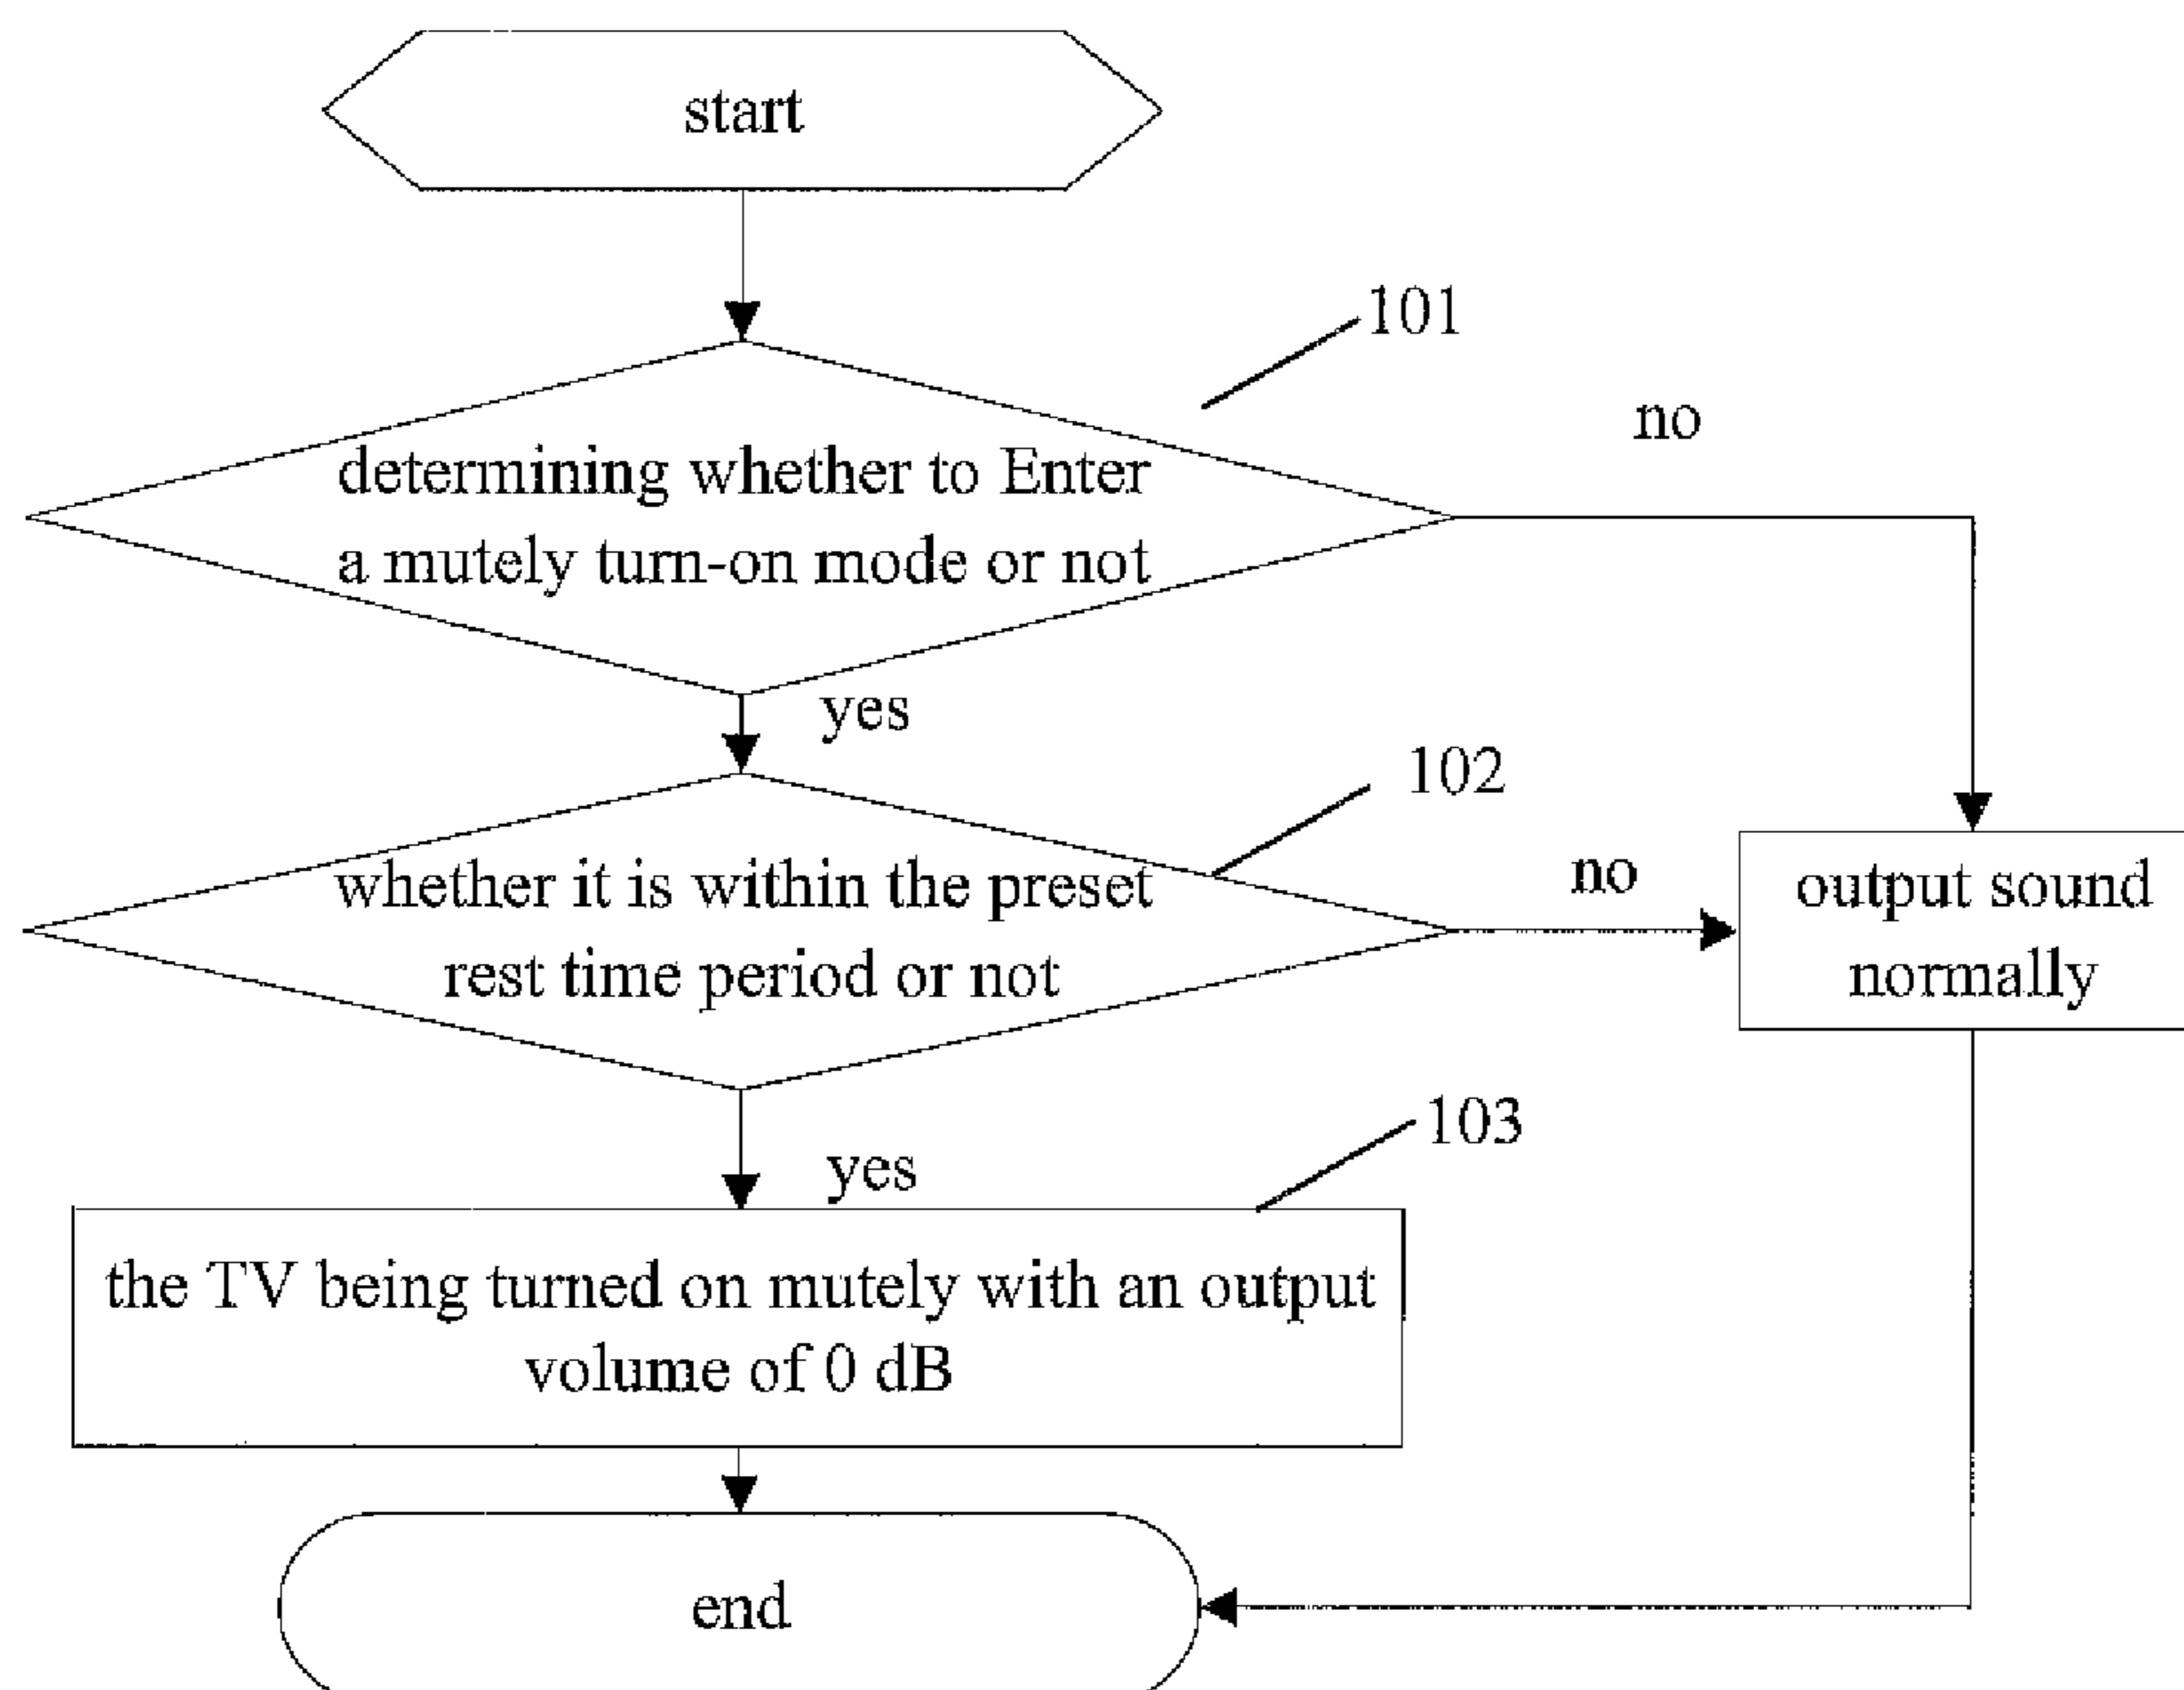 start
101
no
determining whether to Enter
a mutely turn-on mode or not
yes
102
whether it is within the preset
rest time period or not
no
output sound
normally
103
yes
the TV being turned on mutely with an output
volume of 0 dB
end